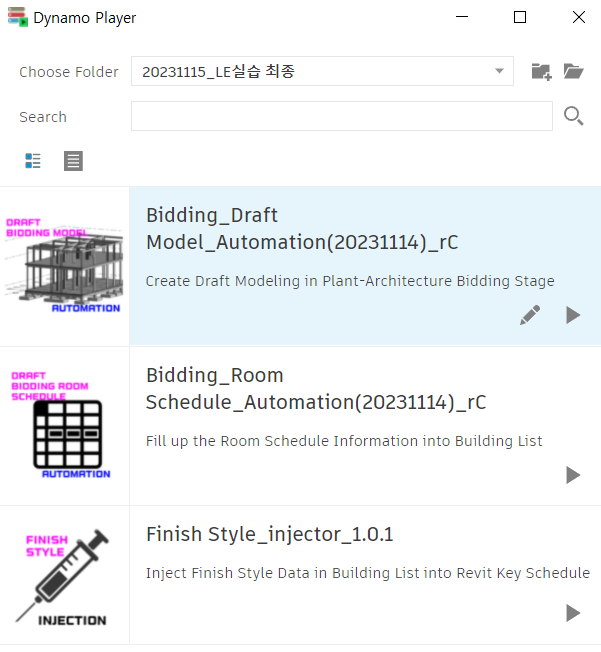 Dynamo Player
Choose Folder
20231115_LE실습 최종
Search
DRAFT
BIDDING MODEL
AUTOMATION
Bidding_Draft
Model_Automation(20231114)_rC
Create Draft Modeling in Plant-Architecture Bidding Stage
DRAFT
BIDDING ROOM
SCHEDULE
AUTOMATION
Bidding_Room
Schedule_Automation(20231114)_rC
Fill up the Room Schedule Information into Building List
FINISH
STYLE
INJECTION
Finish Style_injector_1.0.1
Inject Finish Style Data in Building List into Revit Key Schedule